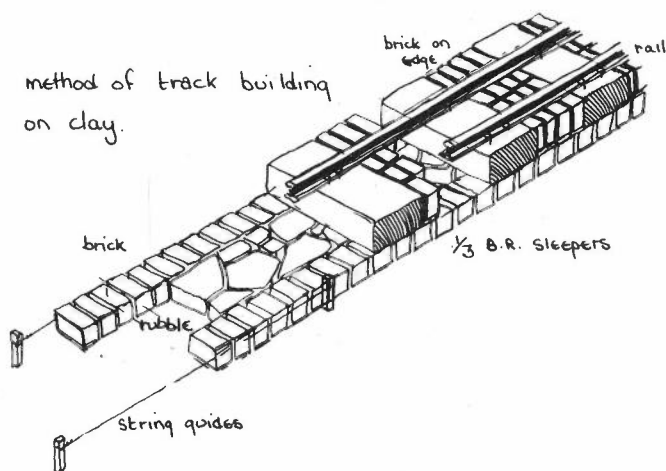 method of track building
on clay.
brick on
edge
rail
brick
rubble
1/3 B.R. sleepers
string guides